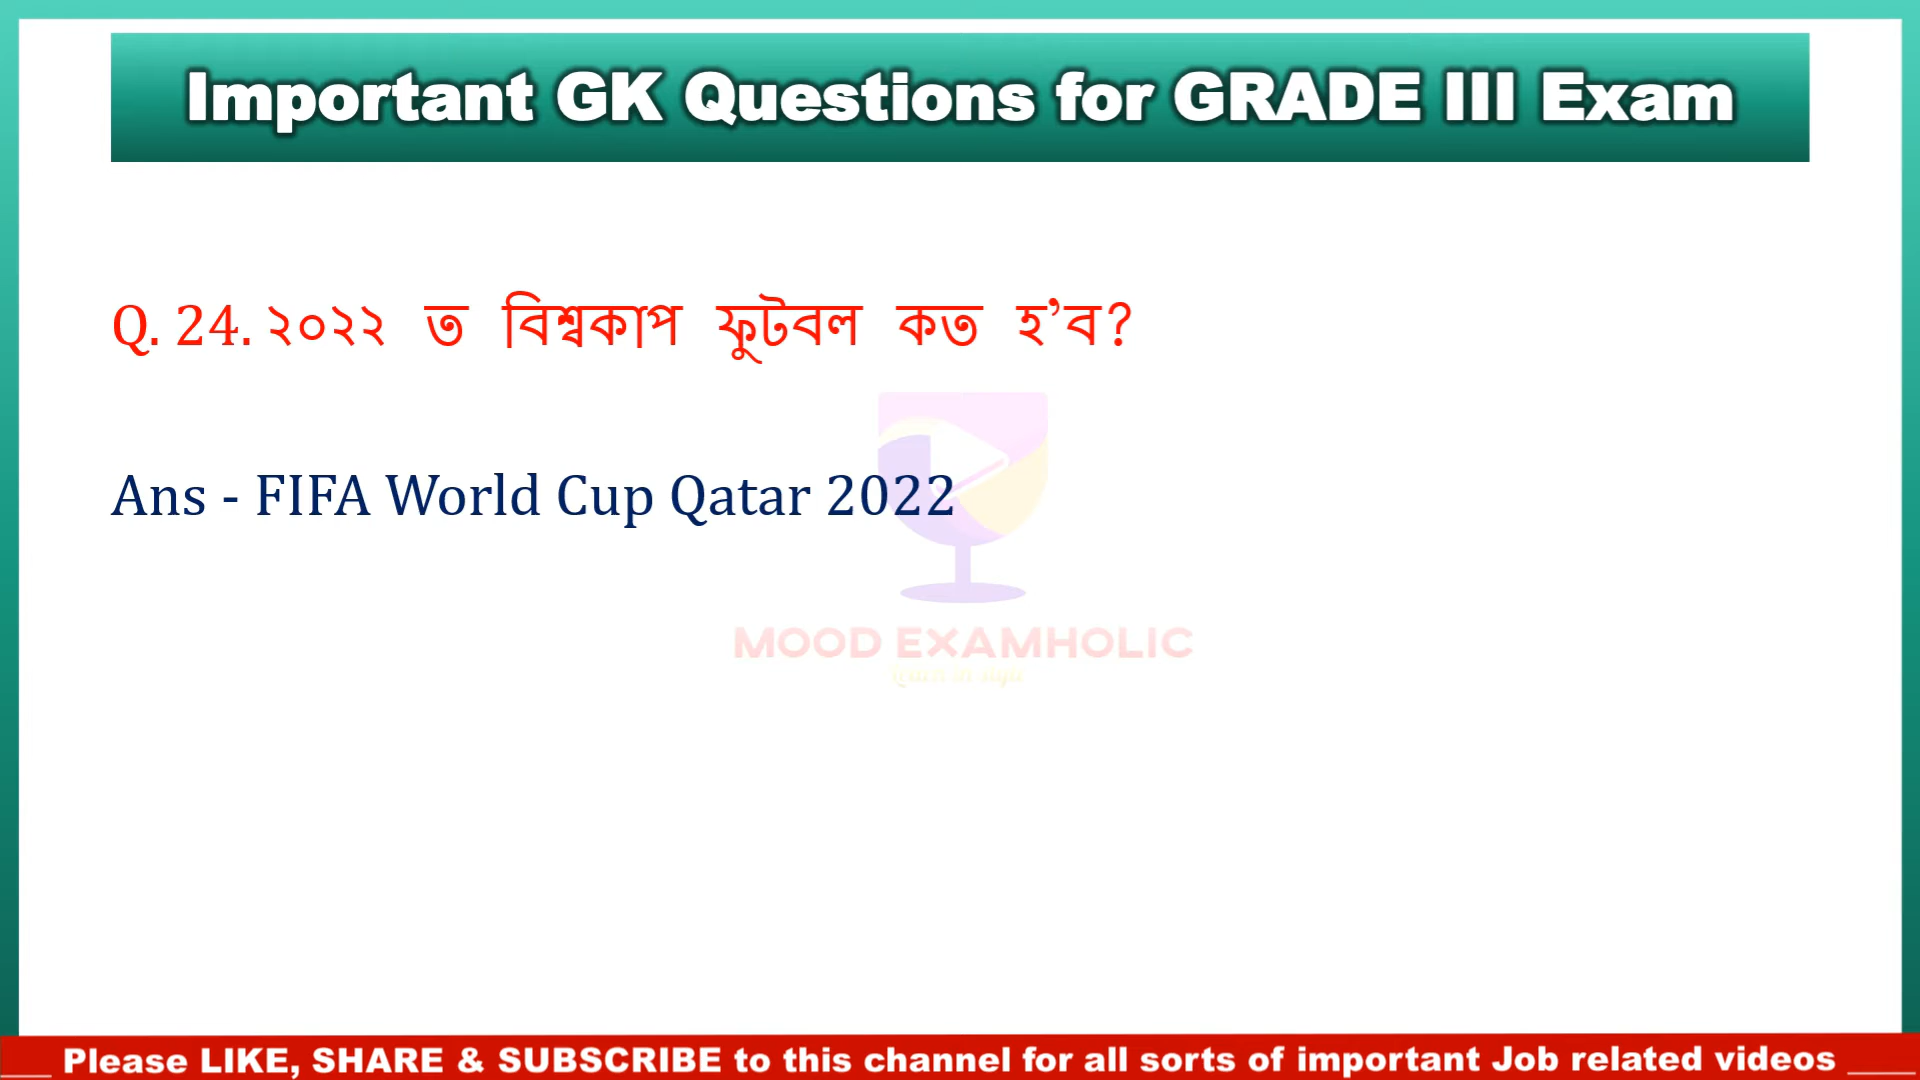 Important GK Questions for GRADE III Exam
Q. 24. ২০২২ ত বিশ্বকাপ ফুটবল কত হ’ব?
Ans - FIFA World Cup Qatar 2022
MOOD EXAMHOLIC
Please LIKE, SHARE & SUBSCRIBE to this channel for all sorts of important Job related videos